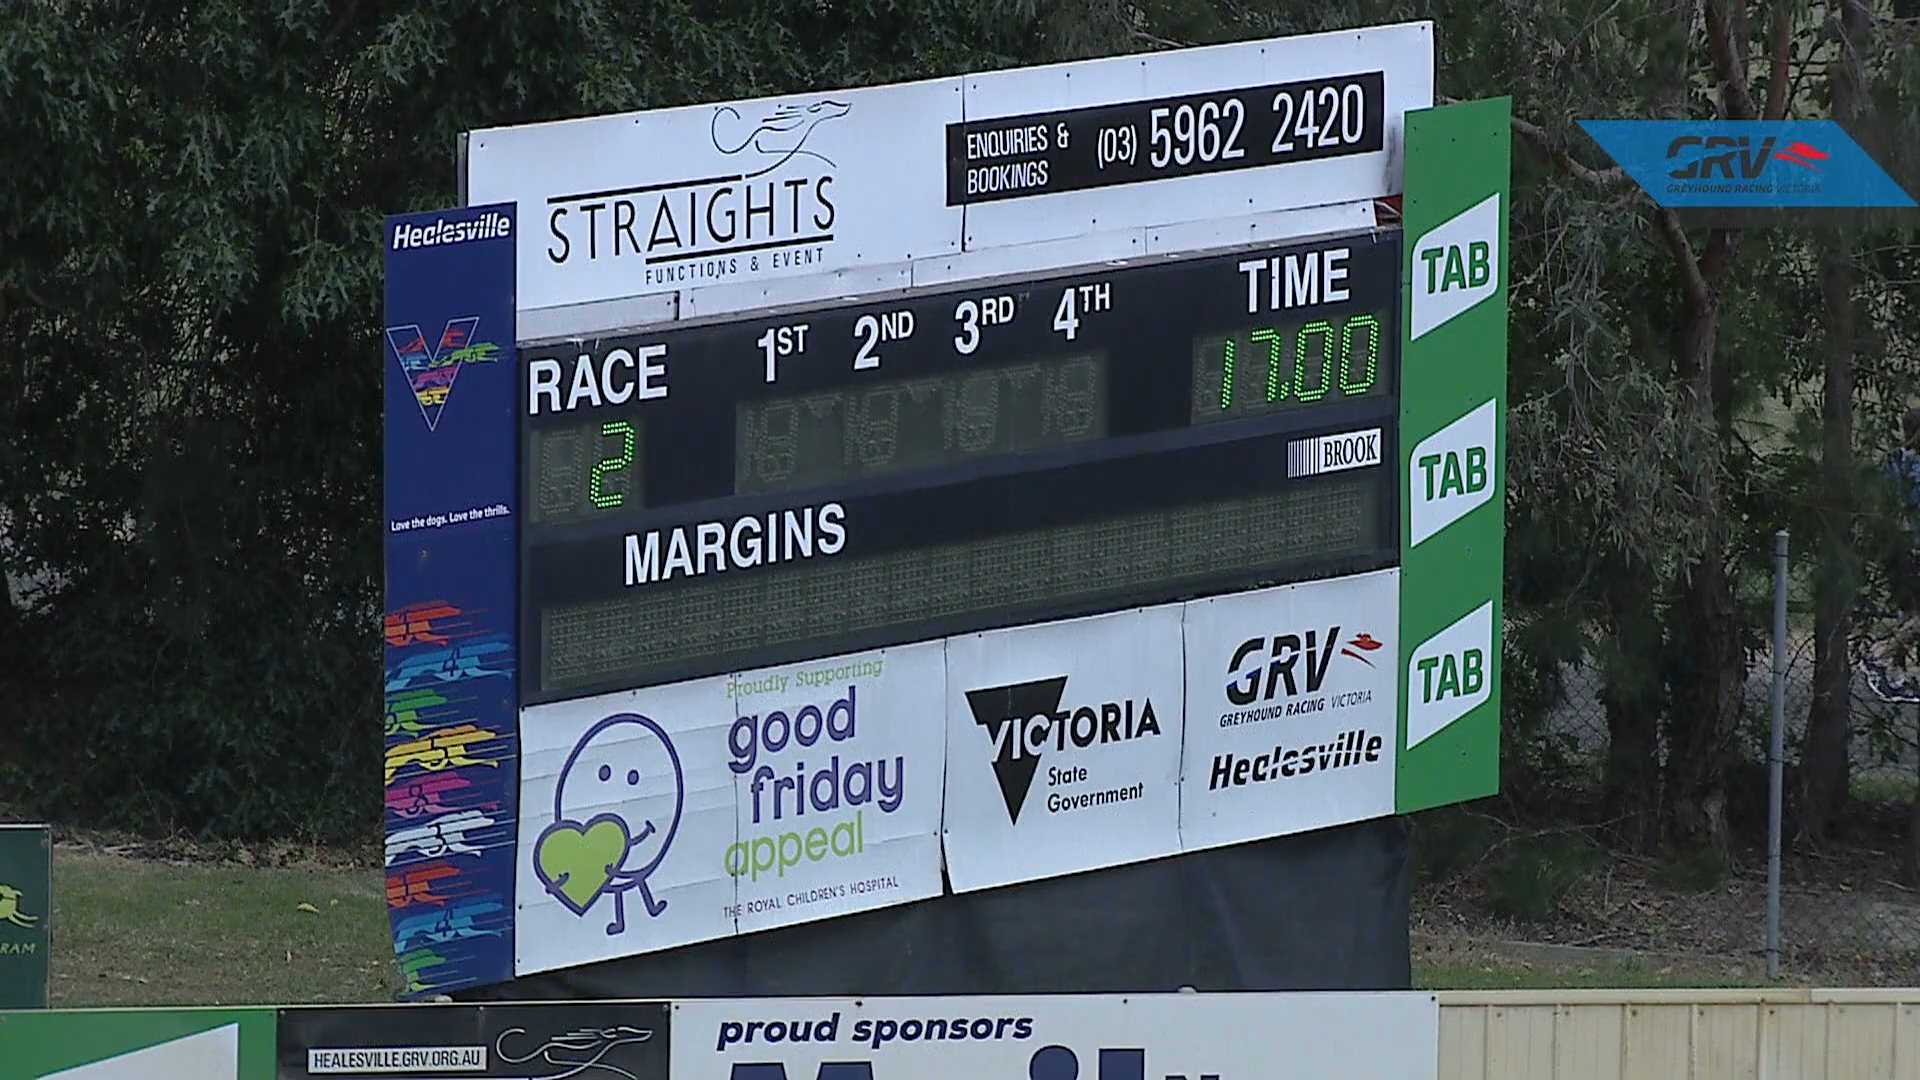 STRAIGHTS
FUNCTIONS & EVENT
ENQUIRIES &
BOOKINGS
(03) 5962 2420
GRV
GREYHOUND RACING VICTORIA
Healesville
Love the dogs. Love the thrills.
RACE 1ST 2ND 3RD 4TH TIME
2 17.00
BROOK
MARGINS
TAB
TAB
TAB
Proudly Supporting
good
friday
appeal
THE ROYAL CHILDREN'S HOSPITAL
VICTORIA
State
Government
GRV
GREYHOUND RACING VICTORIA
Healesville
RAM
HEALESVILLE.GRV.ORG.AU
proud sponsors